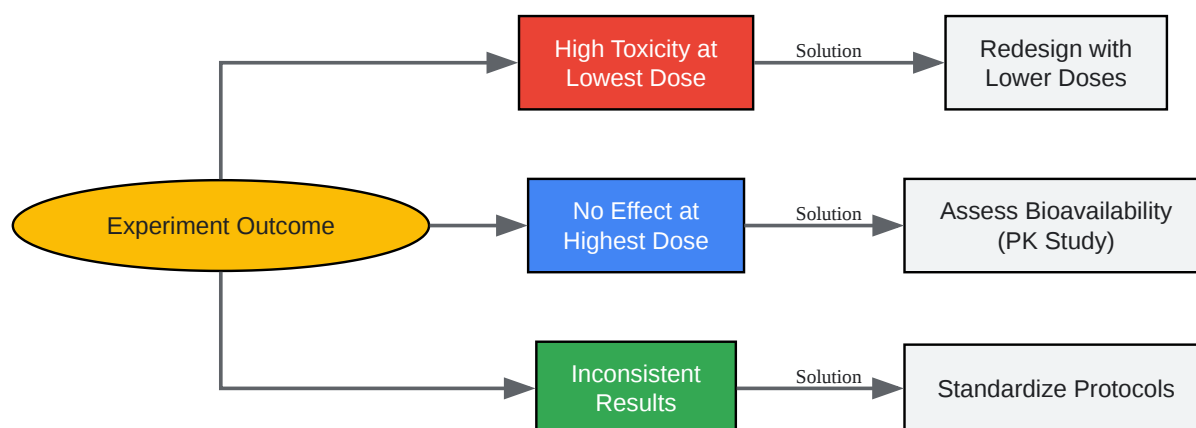 High Toxicity at
Lowest Dose
Solution
Redesign with
Lower Doses
Experiment Outcome
No Effect at
Highest Dose
Solution
Assess Bioavailability
(PK Study)
Inconsistent
Results
Solution
Standardize Protocols